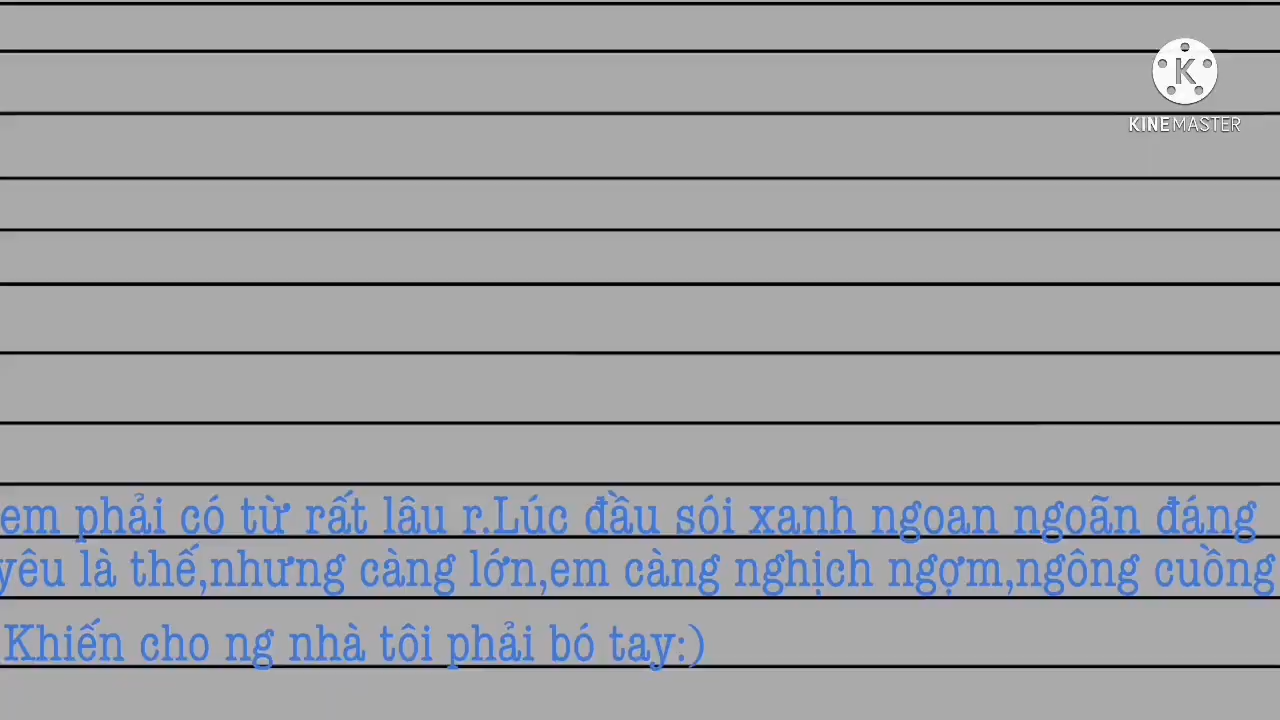 KINEMASTER
em phải có từ rất lâu r.Lúc đầu sói xanh ngoan ngoãn đáng
yêu là thế,nhưng càng lớn,em càng nghịch ngợm,ngông cuồng
Khiến cho ng nhà tôi phải bó tay:)